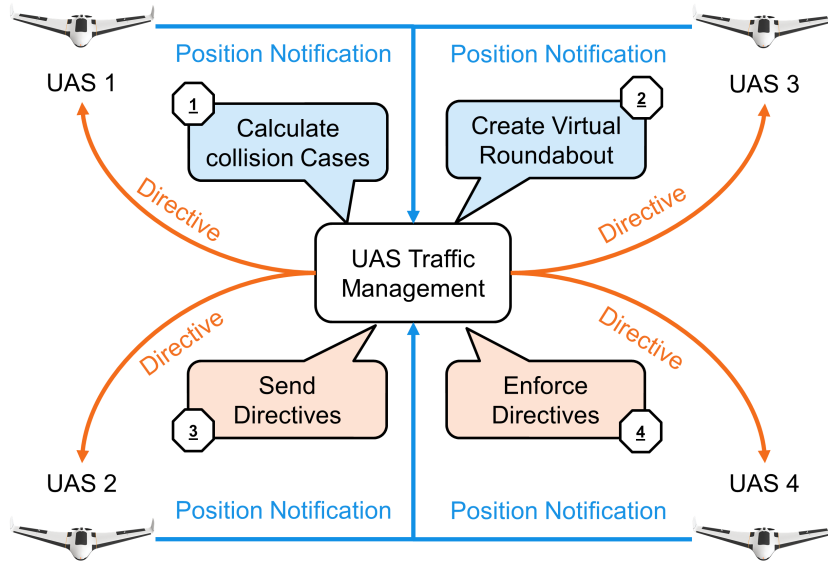 Position Notification
Position Notification
UAS 1
UAS 3
1
Calculate
collision Cases
2
Create Virtual
Roundabout
Directive
Directive
UAS Traffic
Management
Directive
Directive
Send
Directives
3
Enforce
Directives
4
UAS 2
UAS 4
Position Notification
Position Notification